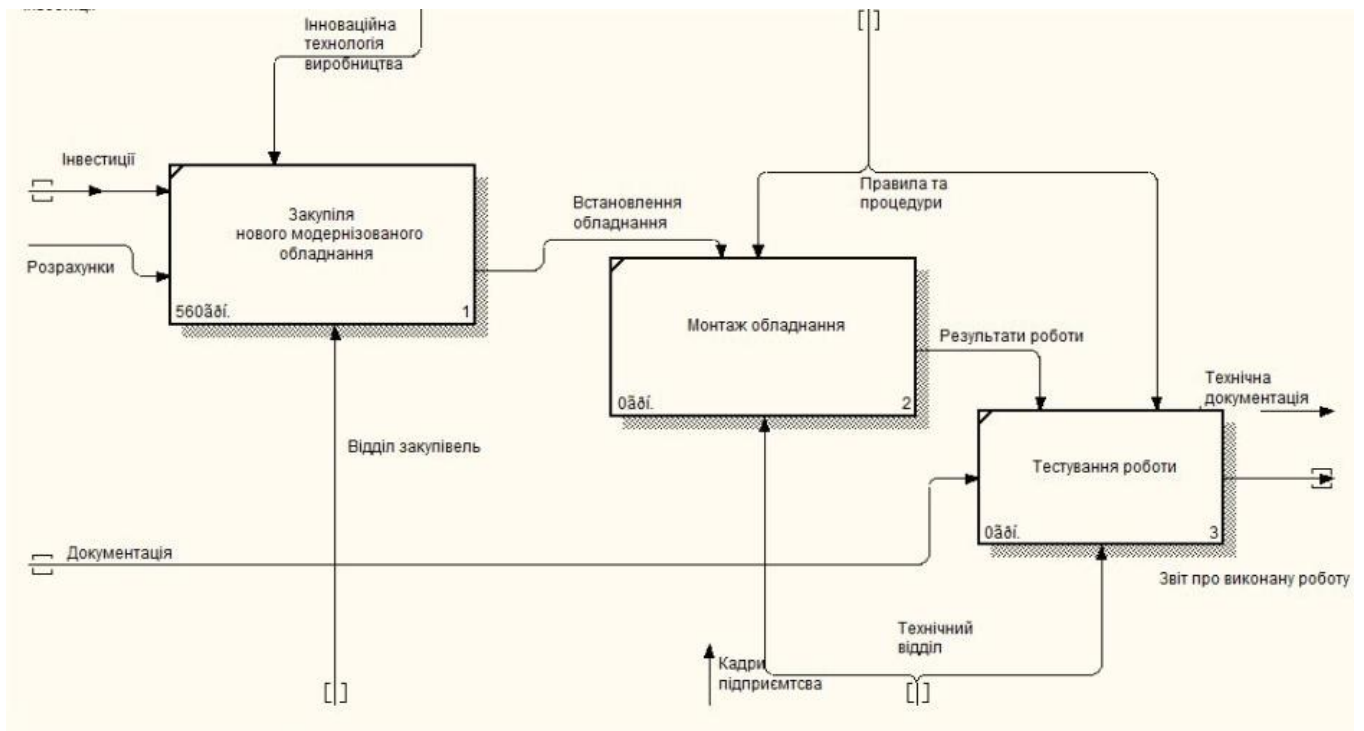 Інноваційна
технологія
виробництва
Інвестиції
Закупіля
нового модернізованого
обладнання
Розрахунки
560ãðí.
1
Встановлення
обладнання
Правила та
процедури
Монтаж обладнання
0ãðí.
2
Результати роботи
Технічна
документація
Тестування роботи
0ãðí.
3
Відділ закупівель
Документація
Звіт про виконану роботу
Технічний
відділ
Кадри
підприємтсва